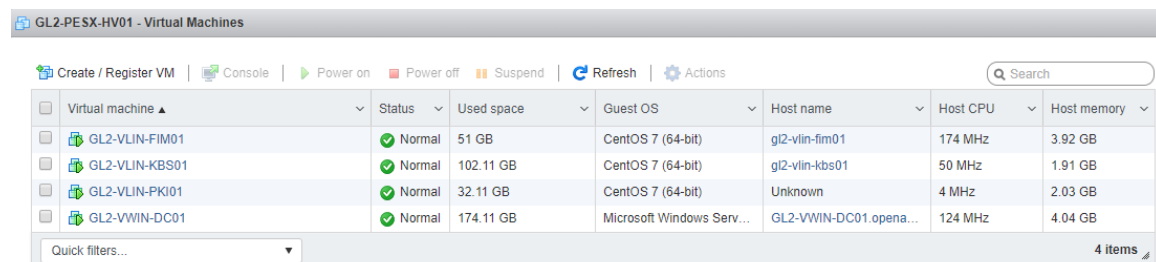 GL2-PESX-HV01 - Virtual Machines
Create / Register VM Console Power on Power off Suspend Refresh Actions Search
Virtual machine ▲ Status Used space Guest OS Host name Host CPU Host memory
GL2-VLIN-FIM01 Normal 51 GB CentOS 7 (64-bit) gl2-vlin-fim01 174 MHz 3.92 GB
GL2-VLIN-KBS01 Normal 102.11 GB CentOS 7 (64-bit) gl2-vlin-kbs01 50 MHz 1.91 GB
GL2-VLIN-PKI01 Normal 32.11 GB CentOS 7 (64-bit) Unknown 4 MHz 2.03 GB
GL2-VWIN-DC01 Normal 174.11 GB Microsoft Windows Serv... GL2-VWIN-DC01.opena... 124 MHz 4.04 GB
Quick filters... 4 items